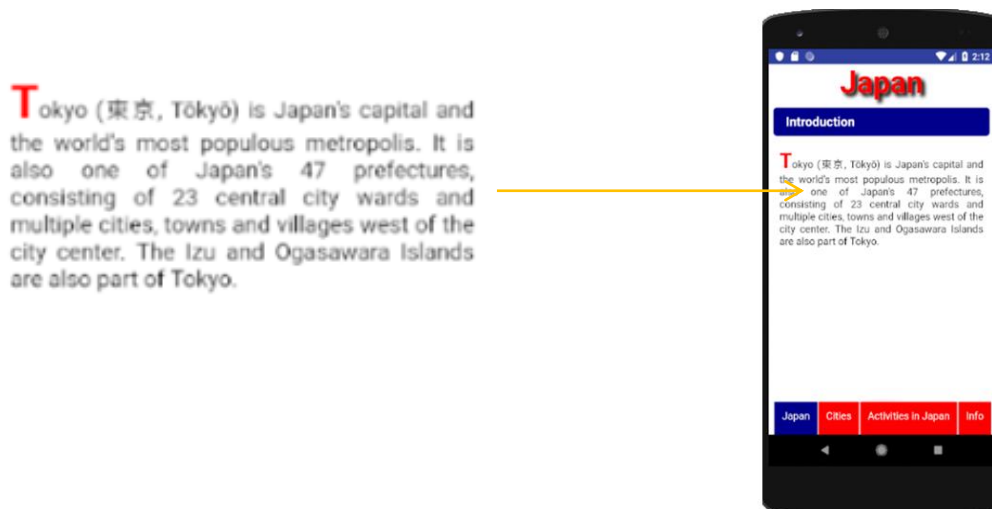 Tokyo (東京, Tōkyō) is Japan's capital and
the world's most populous metropolis. It is
also one of Japan's 47 prefectures,
consisting of 23 central city wards and
multiple cities, towns and villages west of the
city center. The Izu and Ogasawara Islands
are also part of Tokyo.
2:12
Japan
Introduction
Tokyo (東京, Tōkyō) is Japan's capital and
the world's most populous metropolis. It is
also one of Japan's 47 prefectures,
consisting of 23 central city wards and
multiple cities, towns and villages west of the
city center. The Izu and Ogasawara Islands
are also part of Tokyo.
Japan Cities Activities in Japan Info